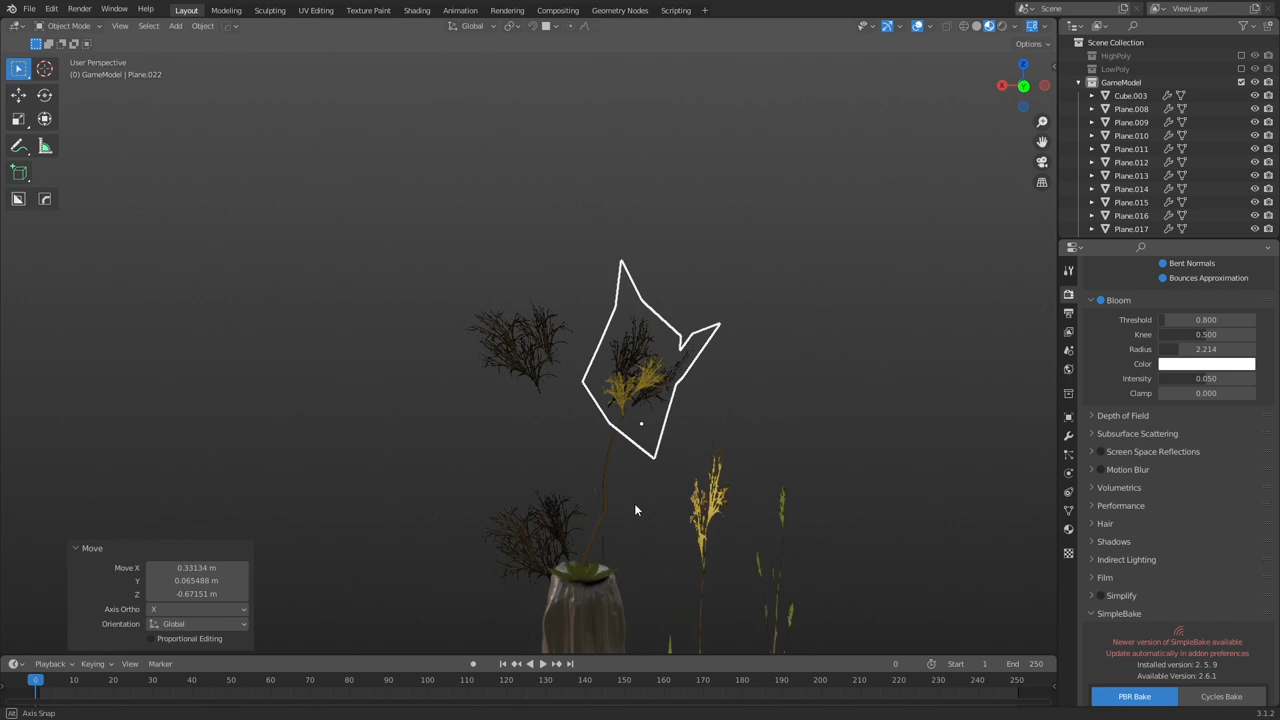 File Edit Render Window Help Layout Modeling Sculpting UV Editing Texture Paint Shading Animation Rendering Compositing Geometry Nodes Scripting + Scene ViewLayer
Object Mode View Select Add Object Global
Options
User Perspective
(0) GameModel | Plane.022
Z
X
Y
Scene Collection
HighPoly
LowPoly
GameModel
Cube.003
Plane.008
Plane.009
Plane.010
Plane.011
Plane.012
Plane.013
Plane.014
Plane.015
Plane.016
Plane.017
Bent Normals
Bounces Approximation
Bloom
Threshold 0.800
Knee 0.500
Radius 2.214
Color
Intensity 0.050
Clamp 0.000
Depth of Field
Subsurface Scattering
Screen Space Reflections
Motion Blur
Volumetrics
Performance
Hair
Shadows
Indirect Lighting
Film
Simplify
SimpleBake
Newer version of SimpleBake available
Update automatically in addon preferences
Installed version: 2. 5. 9
Available Version: 2.6.1
PBR Bake Cycles Bake
Move
Move X 0.33134 m
Y 0.065488 m
Z -0.67151 m
Axis Ortho X
Orientation Global
Proportional Editing
Playback Keying View Marker 0 Start 1 End 250
0 10 20 30 40 50 60 70 80 90 100 110 120 130 140 150 160 170 180 190 200 210 220 230 240 250
Axis Snap 3.1.2